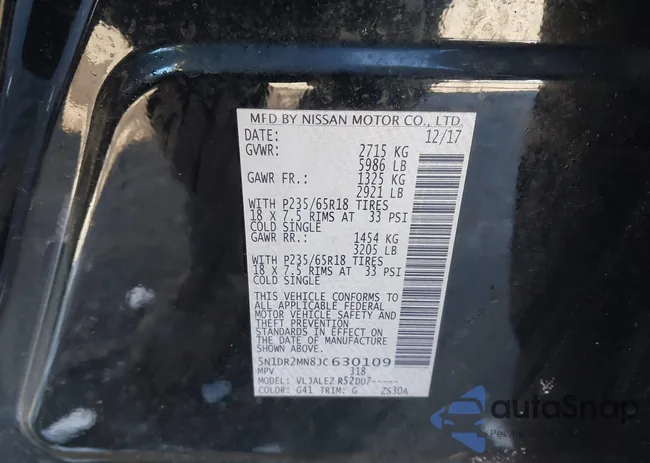 MFD BY NISSAN MOTOR CO., LTD.
DATE: 12/17
GVWR: 2715 KG
5986 LB
GAWR FR.: 1325 KG
2921 LB
WITH P235/65R18 TIRES
18 X 7.5 RIMS AT 33 PSI
COLD SINGLE
GAWR RR.: 1454 KG
3205 LB
WITH P235/65R18 TIRES
18 X 7.5 RIMS AT 33 PSI
COLD SINGLE
THIS VEHICLE CONFORMS TO
ALL APPLICABLE FEDERAL
MOTOR VEHICLE SAFETY AND
THEFT PREVENTION
STANDARDS IN EFFECT ON
THE DATE OF MANUFACTURE
SHOWN ABOVE.
5N1DR2MN8JC630109
MPV 318
MODEL: VLJALEZ R52DU7-----
COLOR: G41 TRIM: G ZS30A
autoSnap